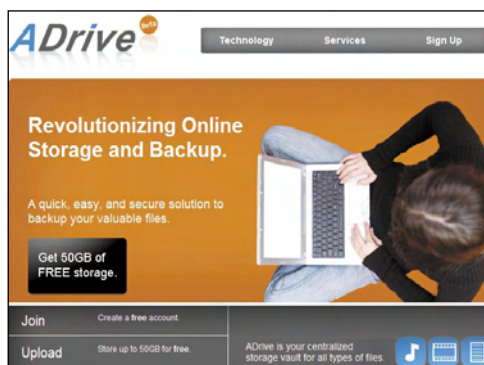 ADrive BETA
Technology Services Sign Up
Revolutionizing Online
Storage and Backup.
A quick, easy, and secure solution to
backup your valuable files.
Get 50GB of
FREE storage.
Join Create a free account.
Upload Store up to 50GB for free.
ADrive is your centralized
storage vault for all types of files.